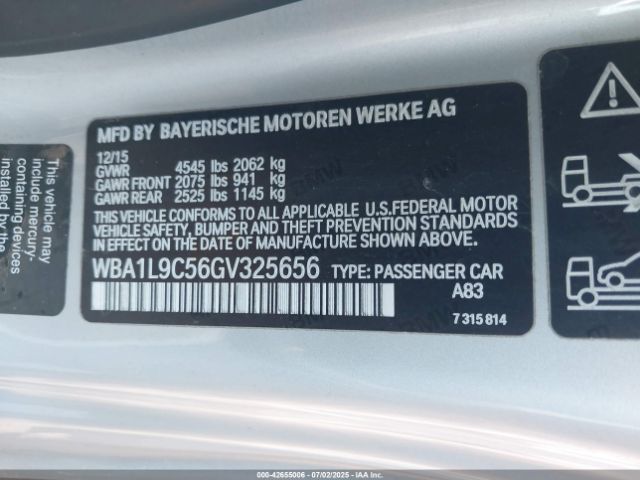 This vehicle may
include mercury-
containing devices
installed by the
MFD BY BAYERISCHE MOTOREN WERKE AG
12/15
GVWR 4545 lbs 2062 kg
GAWR FRONT 2075 lbs 941 kg
GAWR REAR 2525 lbs 1145 kg
THIS VEHICLE CONFORMS TO ALL APPLICABLE U.S.FEDERAL MOTOR
VEHICLE SAFETY, BUMPER AND THEFT PREVENTION STANDARDS
IN EFFECT ON THE DATE OF MANUFACTURE SHOWN ABOVE.
WBA1L9C56GV325656 TYPE: PASSENGER CAR
A83
7 315 814
000-42655006 - 07/02/2025 - IAAI.com